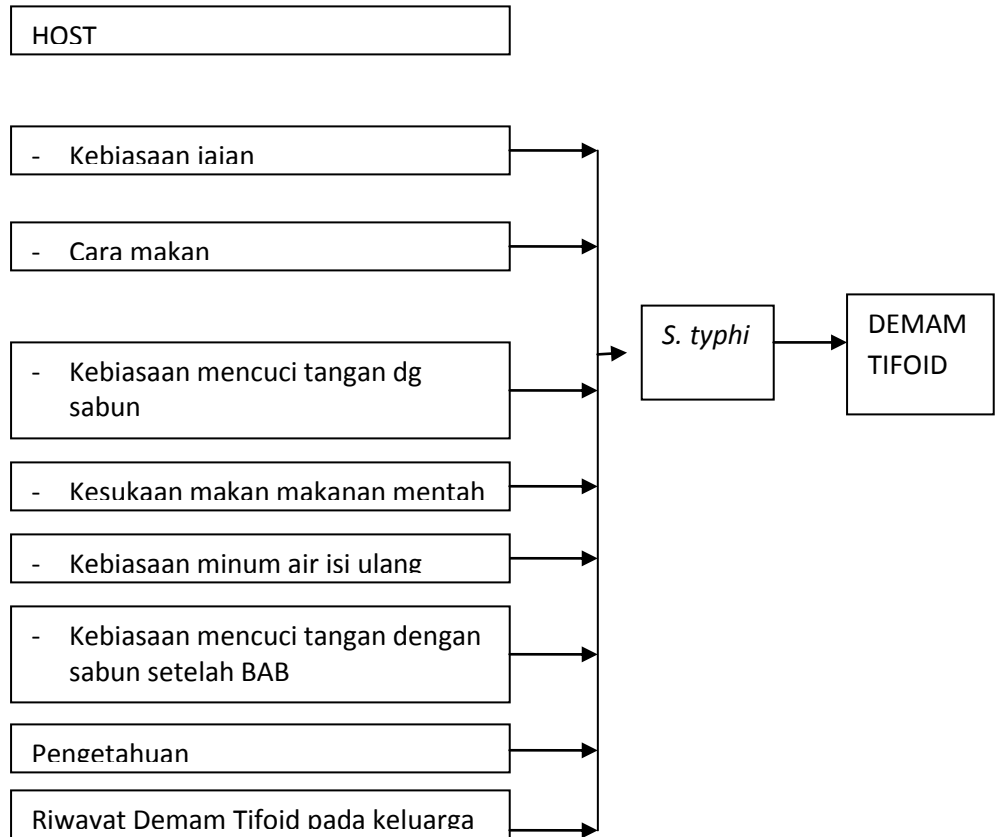 HOST
- Kebiasaan jajan
- Cara makan
- Kebiasaan mencuci tangan dg
sabun
- Kesukaan makan makanan mentah
- Kebiasaan minum air isi ulang
- Kebiasaan mencuci tangan dengan
sabun setelah BAB
Pengetahuan
Riwayat Demam Tifoid pada keluarga
S. typhi
DEMAM
TIFOID